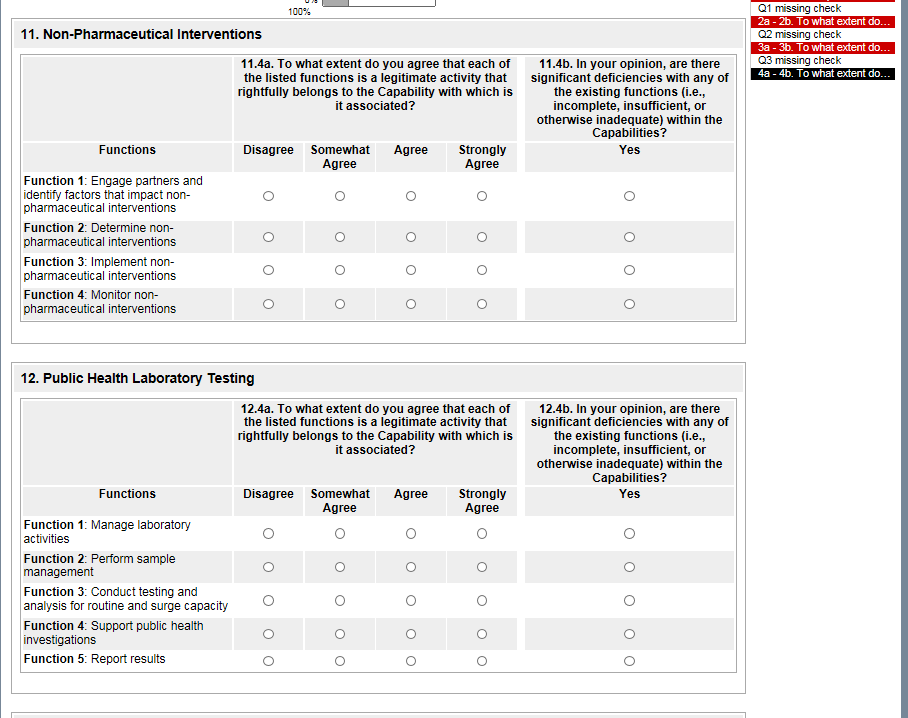 0%
100%
Q1 missing check
2a - 2b. To what extent do...
Q2 missing check
3a - 3b. To what extent do...
Q3 missing check
4a - 4b. To what extent do...
11. Non-Pharmaceutical Interventions
11.4a. To what extent do you agree that each of
the listed functions is a legitimate activity that
rightfully belongs to the Capability with which is
it associated?
11.4b. In your opinion, are there
significant deficiencies with any of
the existing functions (i.e.,
incomplete, insufficient, or
otherwise inadequate) within the
Capabilities?
Functions
Disagree
Somewhat
Agree
Agree
Strongly
Agree
Yes
Function 1: Engage partners and
identify factors that impact non-
pharmaceutical interventions
Function 2: Determine non-
pharmaceutical interventions
Function 3: Implement non-
pharmaceutical interventions
Function 4: Monitor non-
pharmaceutical interventions
12. Public Health Laboratory Testing
12.4a. To what extent do you agree that each of
the listed functions is a legitimate activity that
rightfully belongs to the Capability with which is
it associated?
12.4b. In your opinion, are there
significant deficiencies with any of
the existing functions (i.e.,
incomplete, insufficient, or
otherwise inadequate) within the
Capabilities?
Functions
Disagree
Somewhat
Agree
Agree
Strongly
Agree
Yes
Function 1: Manage laboratory
activities
Function 2: Perform sample
management
Function 3: Conduct testing and
analysis for routine and surge capacity
Function 4: Support public health
investigations
Function 5: Report results